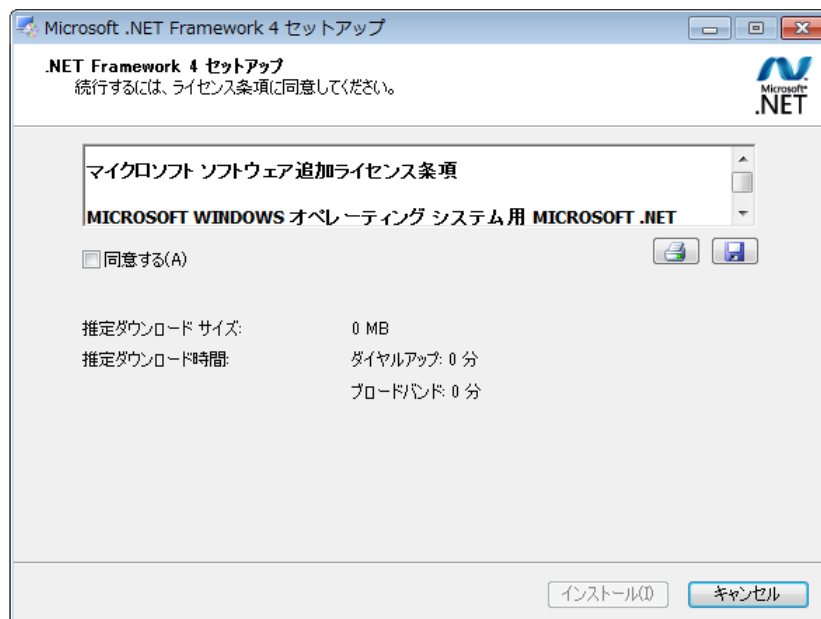 Microsoft .NET Framework 4 セットアップ
.NET Framework 4 セットアップ
続行するには、ライセンス条項に同意してください。
Microsoft
.NET
マイクロソフト ソフトウェア追加ライセンス条項
MICROSOFT WINDOWS オペレーティング システム用 MICROSOFT .NET
同意する(A)
推定ダウンロード サイズ: 0 MB
推定ダウンロード時間: ダイヤルアップ: 0 分
ブロードバンド: 0 分
インストール(I) キャンセル